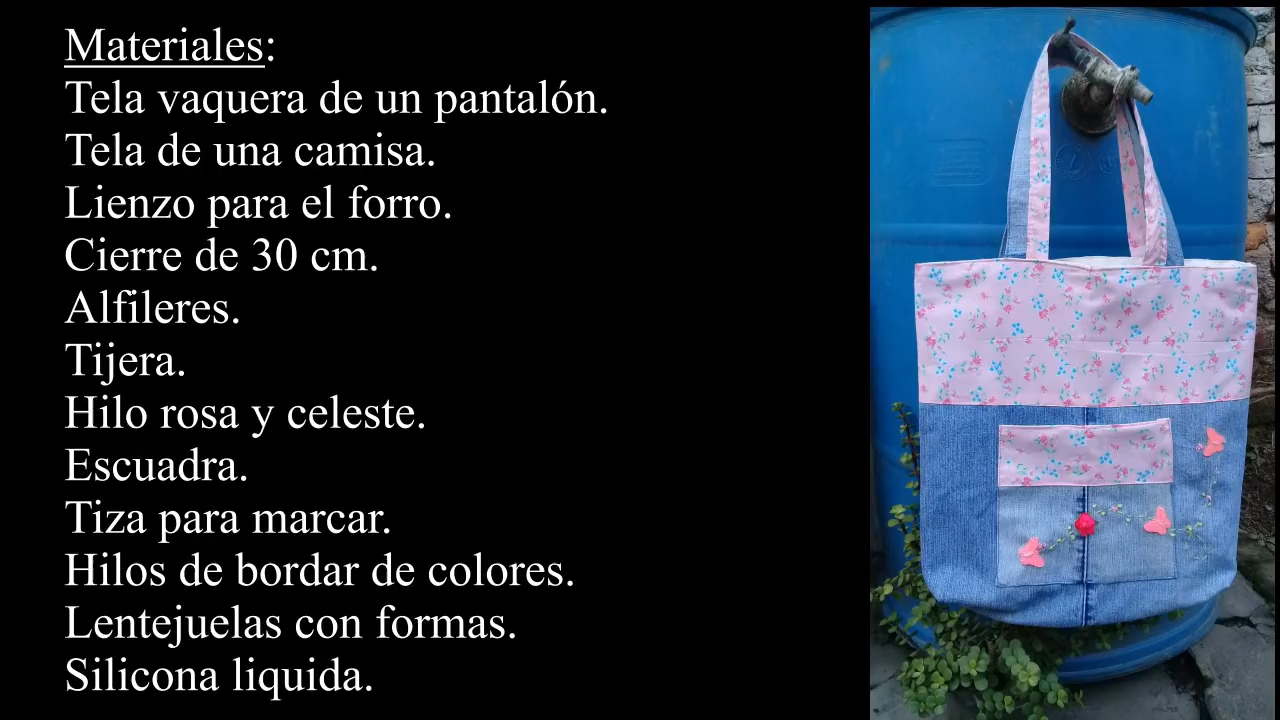 Materiales:
Tela vaquera de un pantalón.
Tela de una camisa.
Lienzo para el forro.
Cierre de 30 cm.
Alfileres.
Tijera.
Hilo rosa y celeste.
Escuadra.
Tiza para marcar.
Hilos de bordar de colores.
Lentejuelas con formas.
Silicona liquida.